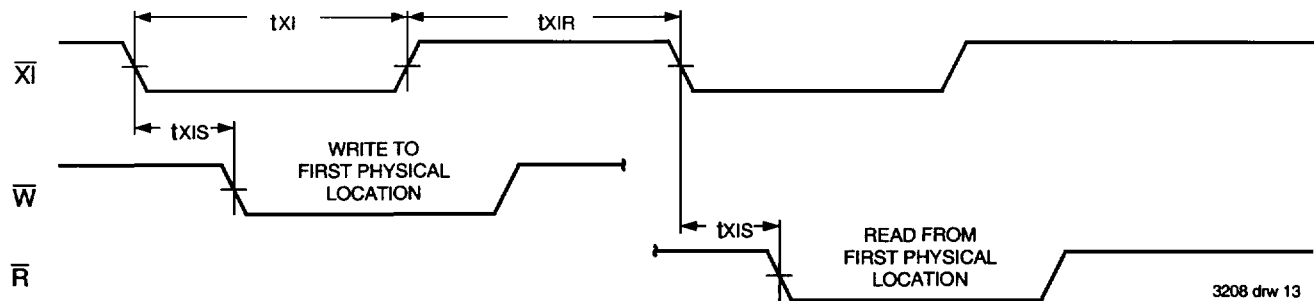 tXI
tXIR
XI
tXIS
WRITE TO
FIRST PHYSICAL
LOCATION
W
tXIS
READ FROM
FIRST PHYSICAL
LOCATION
R
3208 drw 13